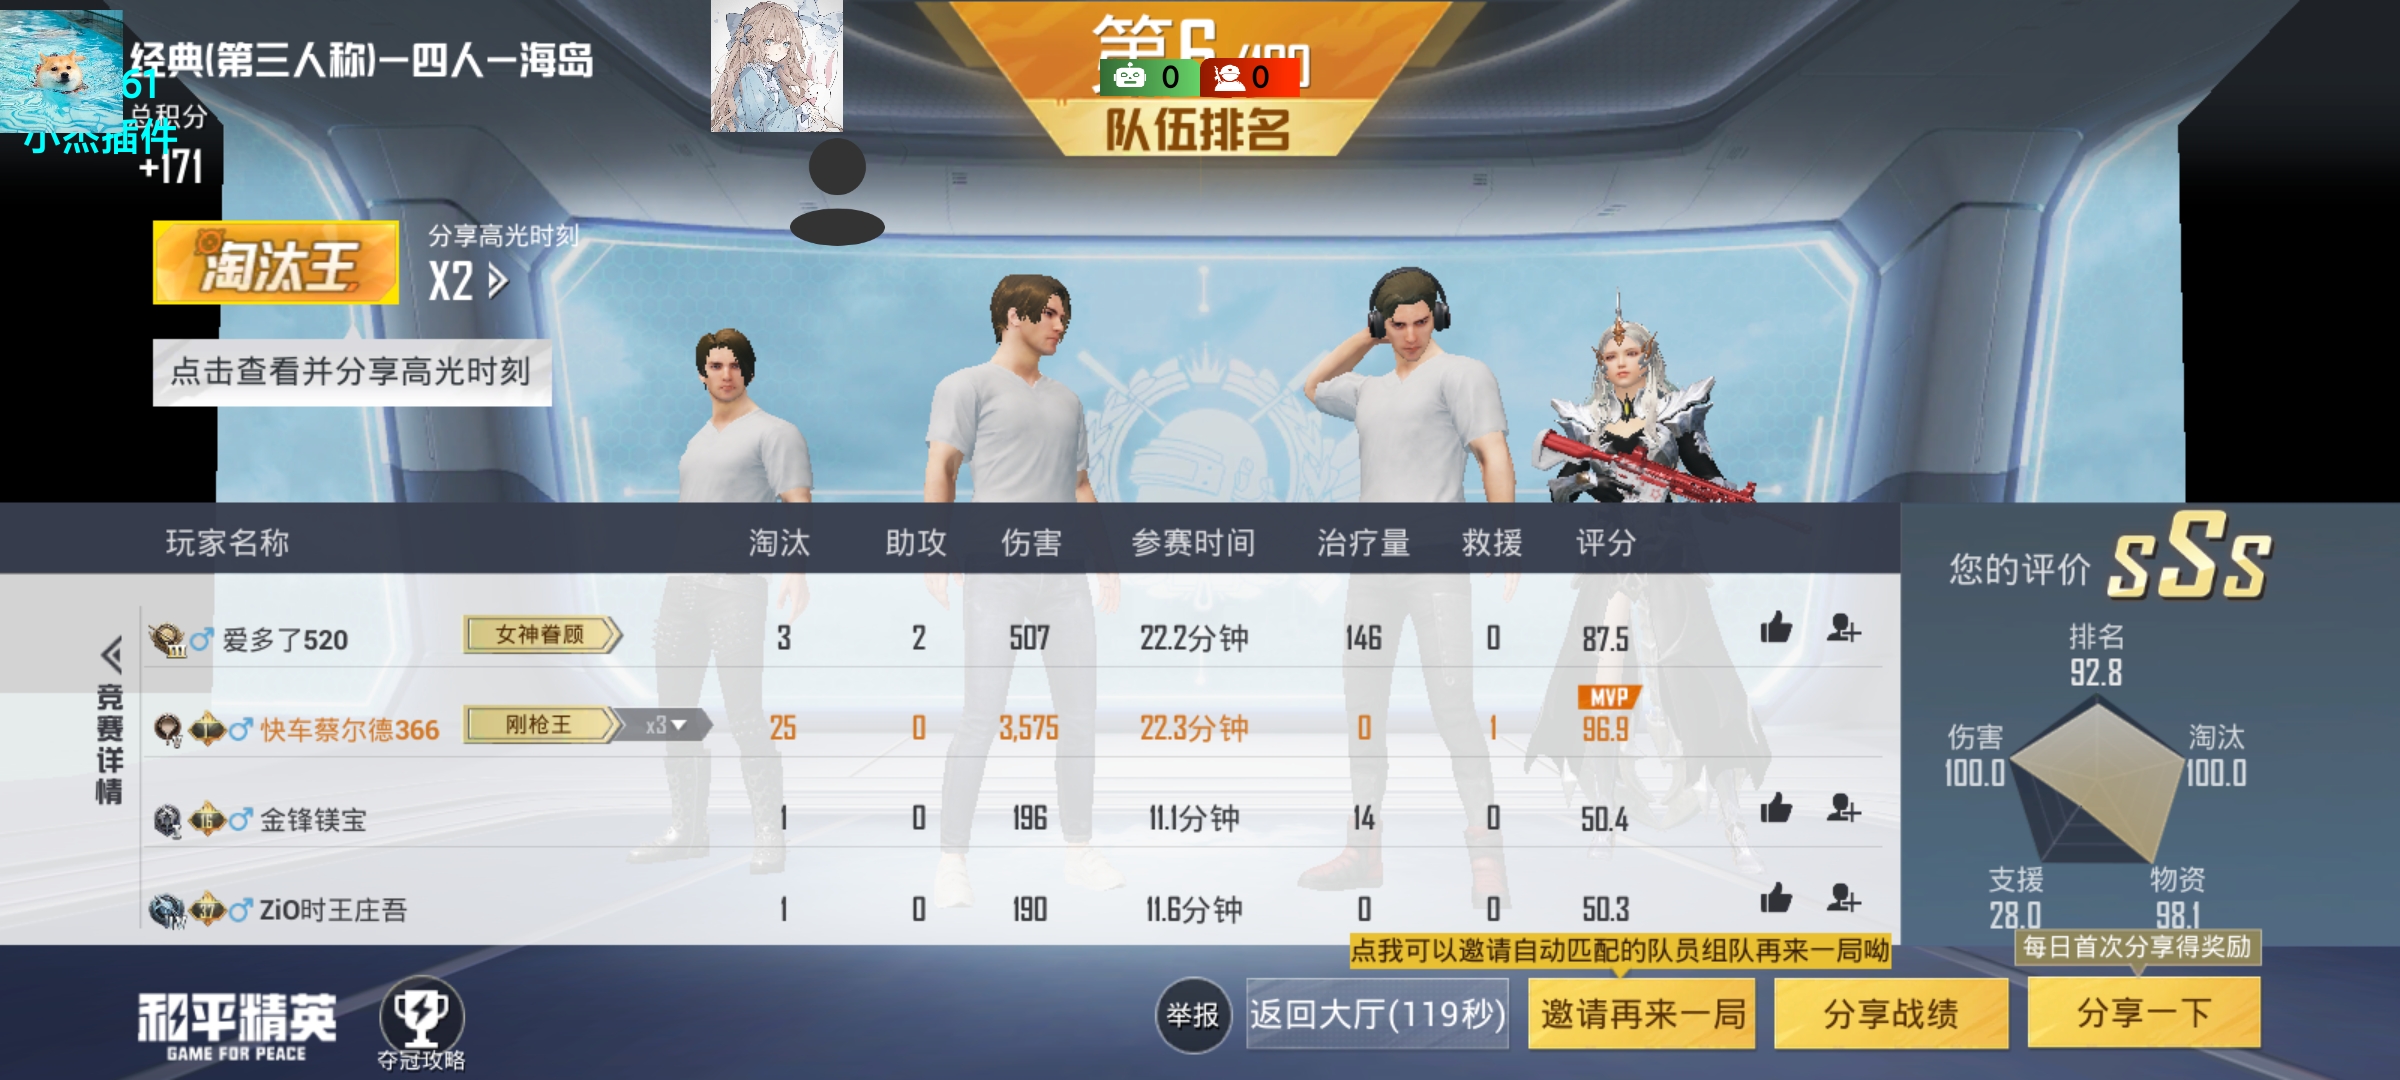 经典(第三人称)－四人－海岛
61
总积分
小杰插件
+171
第6/100
0
0
队伍排名
淘汰王
分享高光时刻
X2
点击查看并分享高光时刻
玩家名称 淘汰 助攻 伤害 参赛时间 治疗量 救援 评分
爱多了520 女神眷顾 3 2 507 22.2分钟 146 0 87.5
MVP
快车蔡尔德366 刚枪王 x3 25 0 3,575 22.3分钟 0 1 96.9
16 金锋镁宝 1 0 196 11.1分钟 14 0 50.4
37 ZiO时王庄吾 1 0 190 11.6分钟 0 0 50.3
竞赛详情
您的评价 SSS
排名
92.8
伤害
100.0
淘汰
100.0
支援
28.0
物资
98.1
点我可以邀请自动匹配的队员组队再来一局呦
每日首次分享得奖励
和平精英
GAME FOR PEACE
夺冠攻略
举报
返回大厅(119秒)
邀请再来一局
分享战绩
分享一下